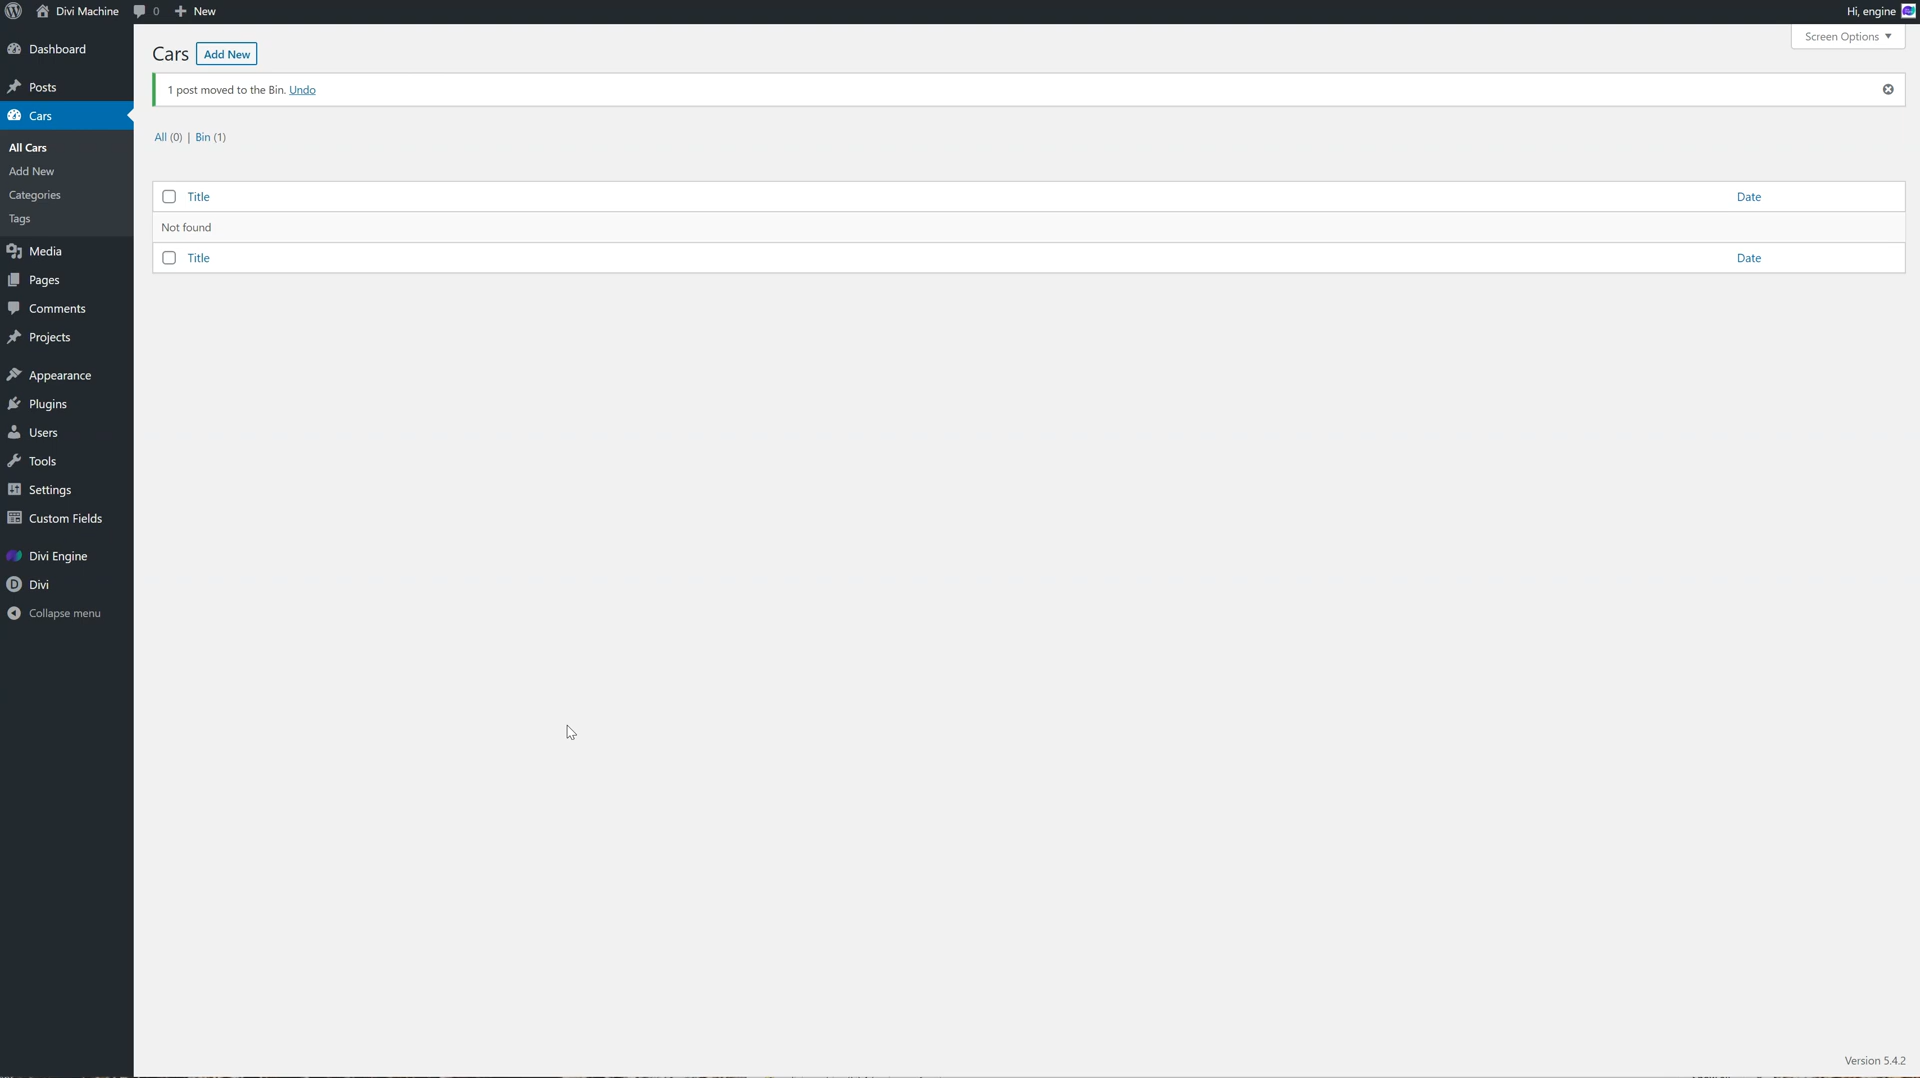 Divi Machine 0 New Hi, engine
Screen Options
Dashboard
Posts
Cars
All Cars
Add New
Categories
Tags
Media
Pages
Comments
Projects
Appearance
Plugins
Users
Tools
Settings
Custom Fields
Divi Engine
D Divi
Collapse menu
Cars Add New
1 post moved to the Bin. Undo
All (0) | Bin (1)
Title Date
Not found
Title Date
Version 5.4.2